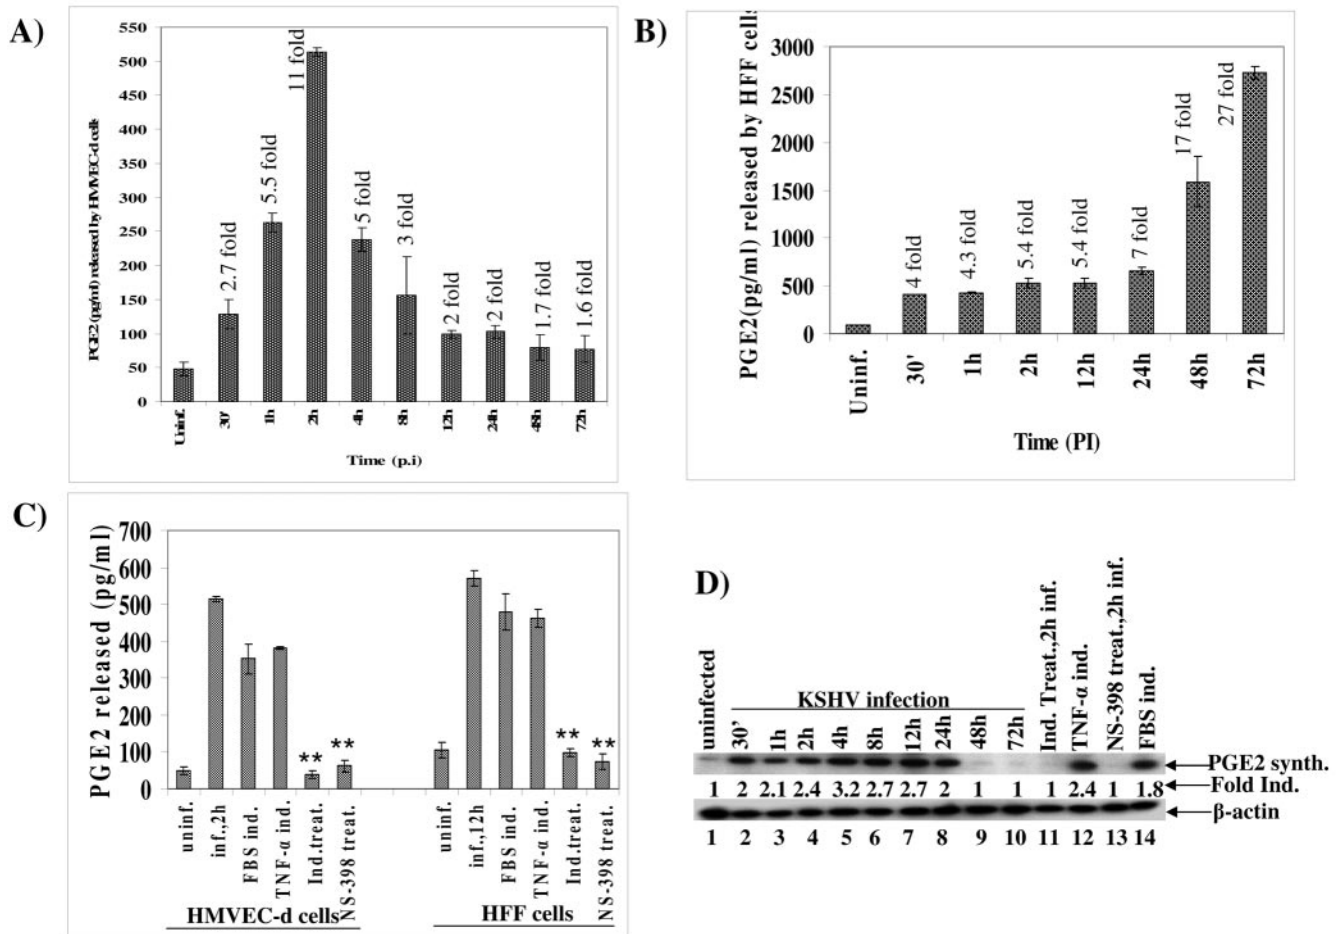 A)
PGE2 (pg/ml) released by HMVEC-d cells
550
500
450
400
350
300
250
200
150
100
50
0
2.7 fold
5.5 fold
11 fold
5 fold
3 fold
2 fold
2 fold
1.7 fold
1.6 fold
Uninf.
30'
1h
2h
4h
8h
12h
24h
48h
72h
Time (p.i)
B)
PGE2(pg/ml) released by HFF cells
3000
2500
2000
1500
1000
500
0
4 fold
4.3 fold
5.4 fold
5.4 fold
7 fold
17 fold
27 fold
Uninf.
30'
1h
2h
12h
24h
48h
72h
Time (PI)
C)
PGE2 released (pg/ml)
700
600
500
400
300
200
100
0
**
**
**
**
uninf.
inf.,2h
FBS ind.
TNF-α ind.
Ind.treat.
NS-398 treat.
uninf.
inf.,12h
FBS ind.
TNF-α ind.
Ind.treat.
NS-398 treat.
HMVEC-d cells
HFF cells
D)
uninfected
KSHV infection
30’
1h
2h
4h
8h
12h
24h
48h
72h
Ind. Treat.,2h inf.
TNF-α ind.
NS-398 treat.,2h inf.
FBS ind.
PGE2 synth.
1 2 2.1 2.4 3.2 2.7 2.7 2 1 1 1 2.4 1 1.8 Fold Ind.
β-actin
1 2 3 4 5 6 7 8 9 10 11 12 13 14